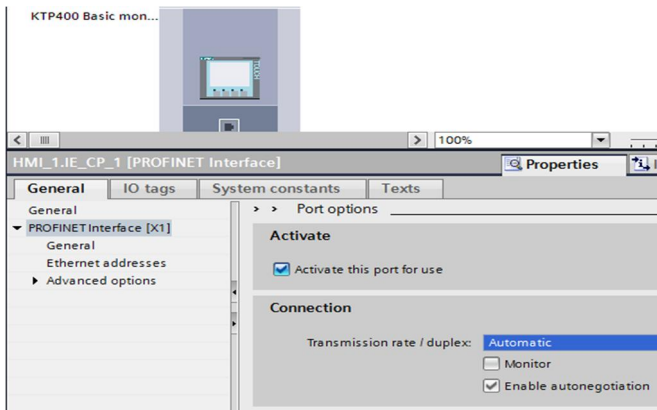 KTP400 Basic mon...
TOUCH
100%
HMI_1.IE_CP_1 [PROFINET Interface]
Properties
General
IO tags
System constants
Texts
General
PROFINET Interface [X1]
General
Ethernet addresses
Advanced options
> > Port options
Activate
Activate this port for use
Connection
Transmission rate / duplex: Automatic
Monitor
Enable autonegotiation